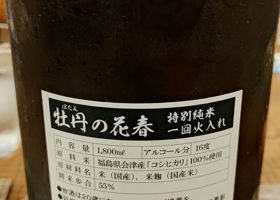 ぼたん
牡丹の花春 特別純米
一回火入れ
内容量 1,800㎖ アルコール分 16度
原料米 福島県会津産「コシヒカリ」100%使用
原材料名 米（国産）、米麹（国産米）
精米歩合 55%